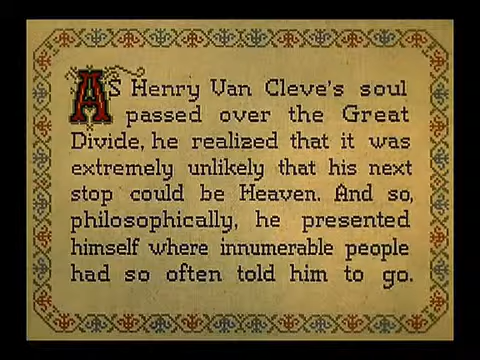 As Henry Van Cleve's soul
passed over the Great
Divide, he realized that it was
extremely unlikely that his next
stop could be Heaven. And so,
philosophically, he presented
himself where innumerable people
had so often told him to go.